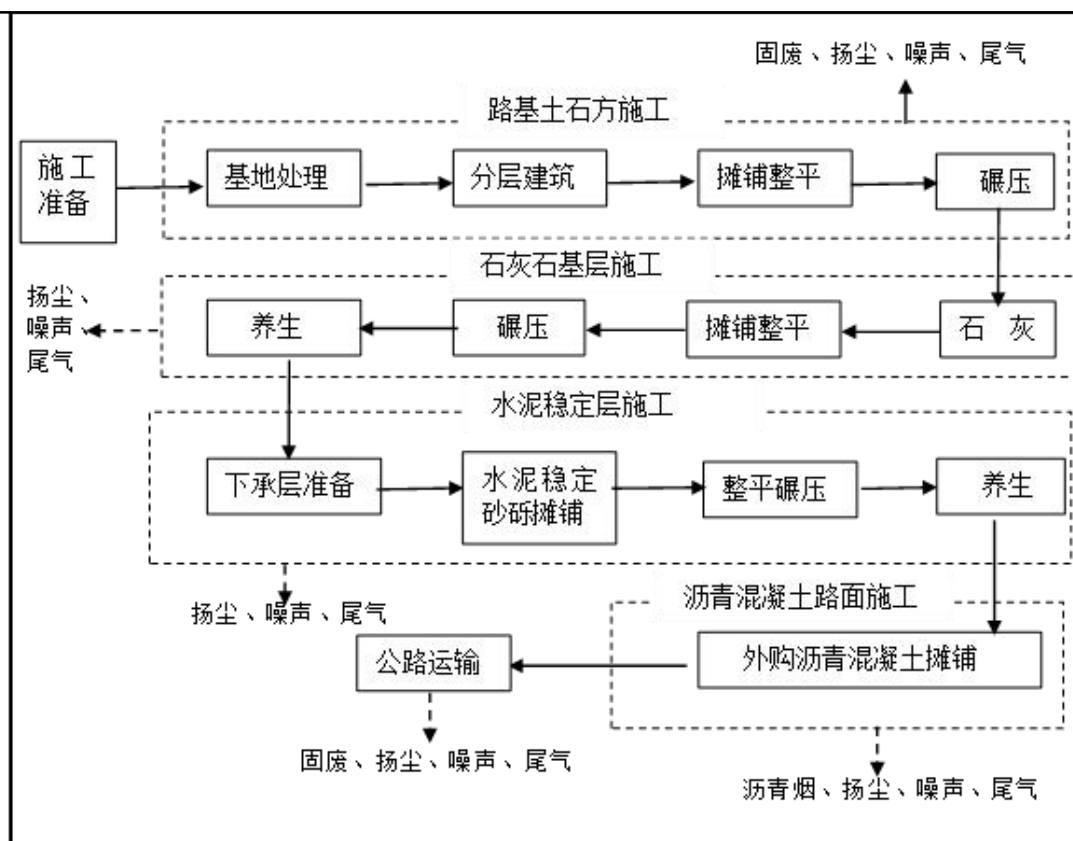 固废、扬尘、噪声、尾气
路基土石方施工
施工
准备
基地处理
分层建筑
摊铺整平
碾压
石灰石基层施工
扬尘、
噪声、
尾气
养生
碾压
摊铺整平
石 灰
水泥稳定层施工
下承层准备
水泥稳定
砂砾摊铺
整平碾压
养生
扬尘、噪声、尾气
沥青混凝土路面施工
公路运输
外购沥青混凝土摊铺
固废、扬尘、噪声、尾气
沥青烟、扬尘、噪声、尾气